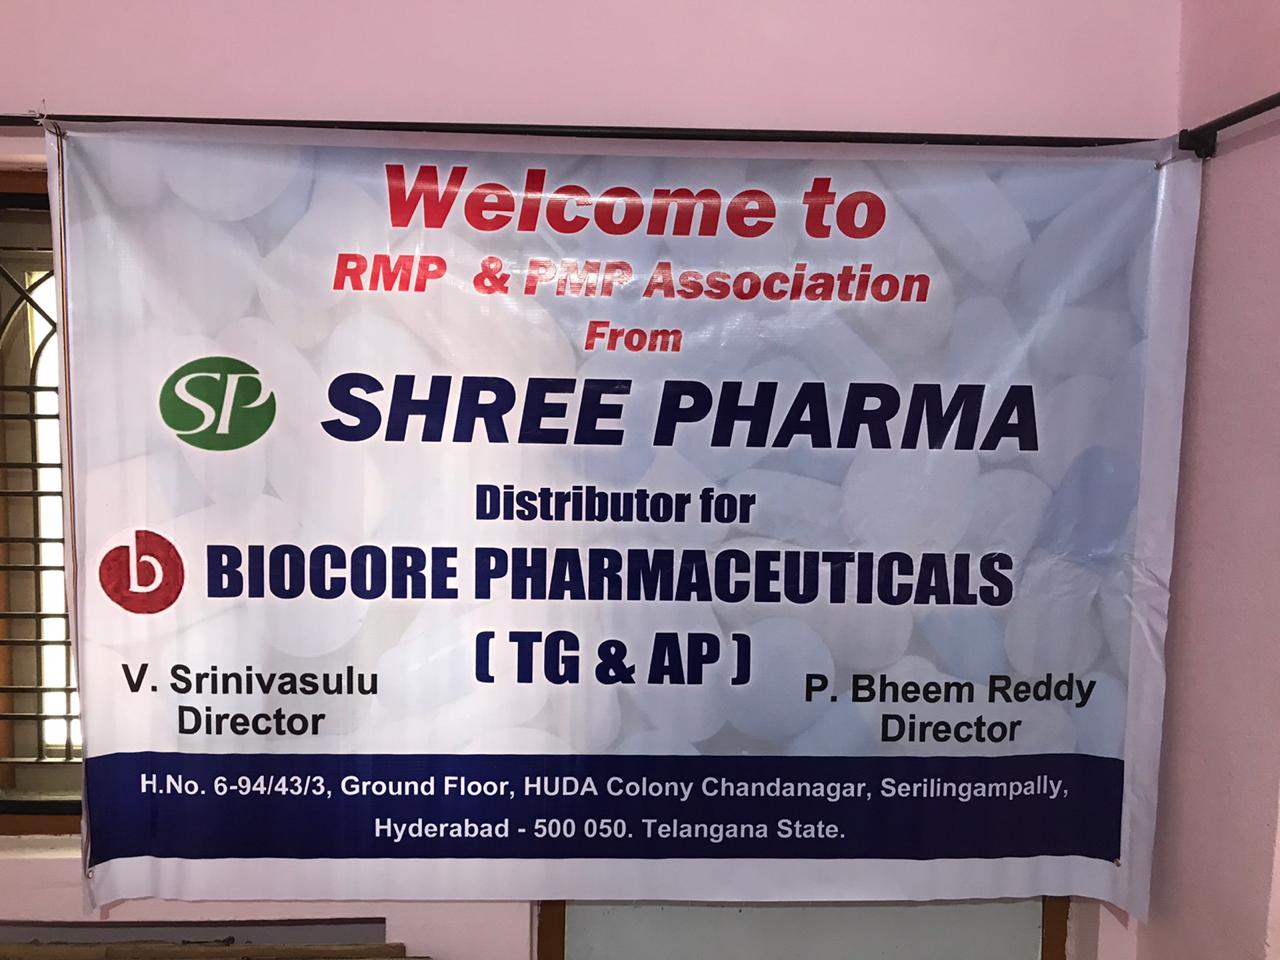 Welcome to
RMP & PMP Association
From
SP
SHREE PHARMA
Distributor for
b
BIOCORE PHARMACEUTICALS
( TG & AP )
V. Srinivasulu
Director
P. Bheem Reddy
Director
H.No. 6-94/43/3, Ground Floor, HUDA Colony Chandanagar, Serilingampally,
Hyderabad - 500 050. Telangana State.